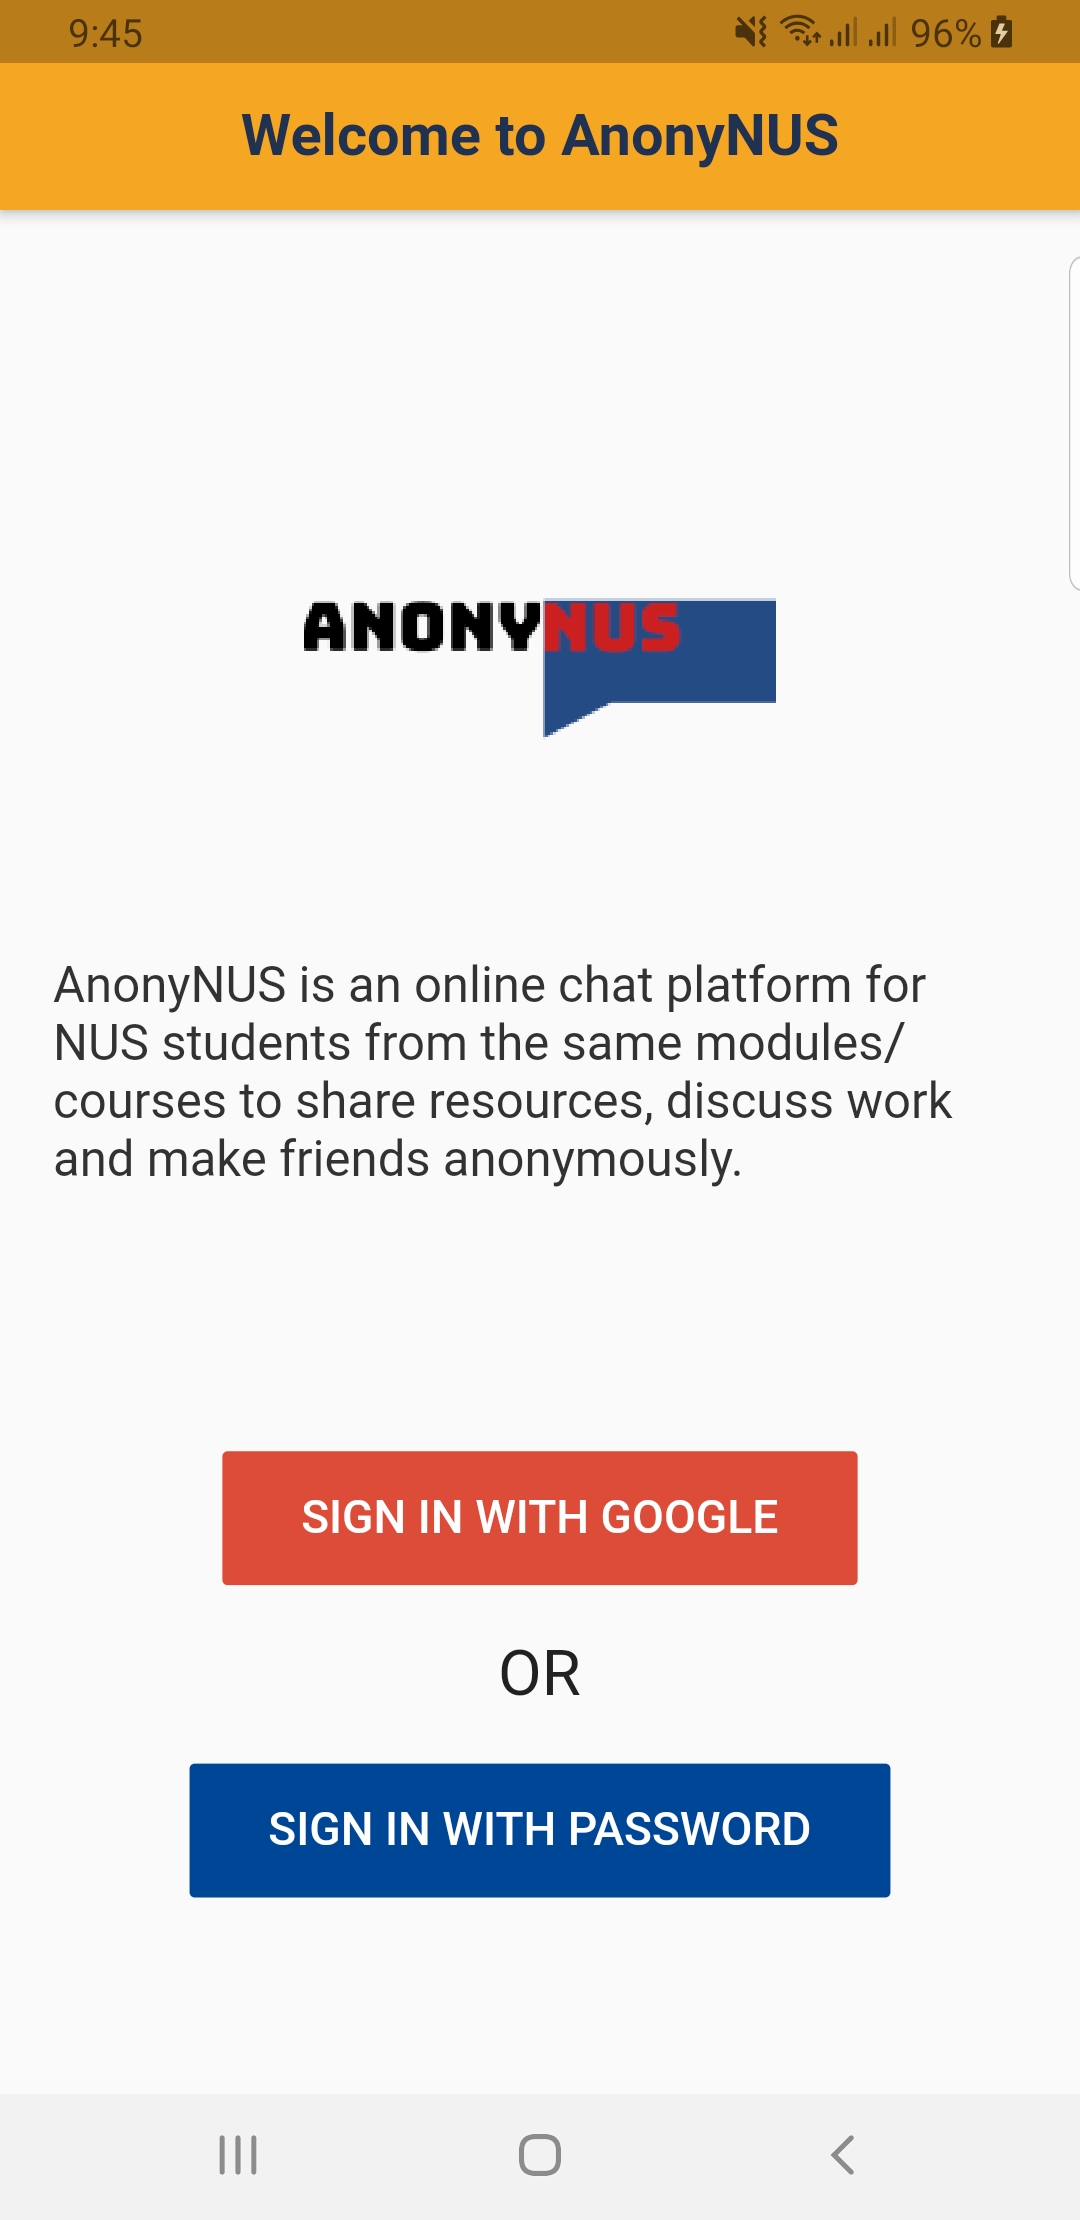 9:45
96%
Welcome to AnonyNUS
ANONYNUS
AnonyNUS is an online chat platform for
NUS students from the same modules/
courses to share resources, discuss work
and make friends anonymously.
SIGN IN WITH GOOGLE
OR
SIGN IN WITH PASSWORD